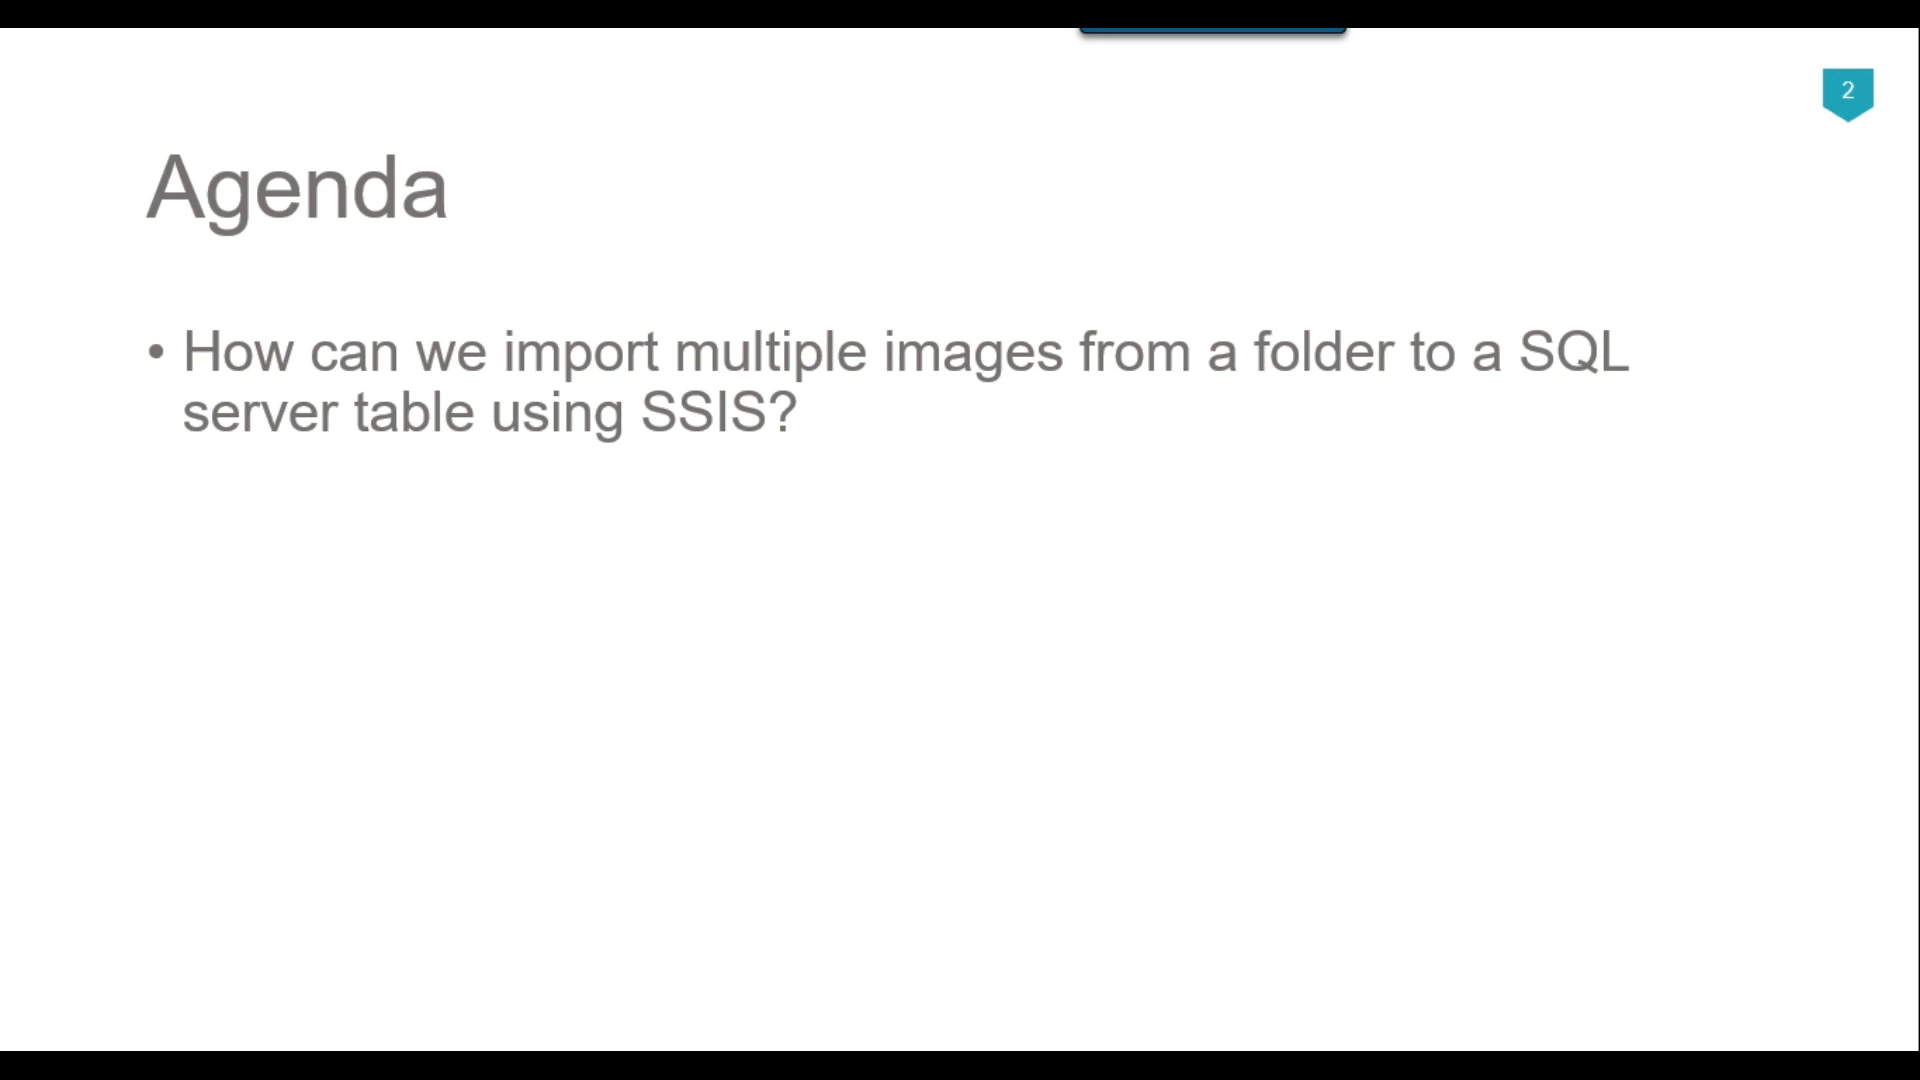 2
Agenda
• How can we import multiple images from a folder to a SQL
server table using SSIS?